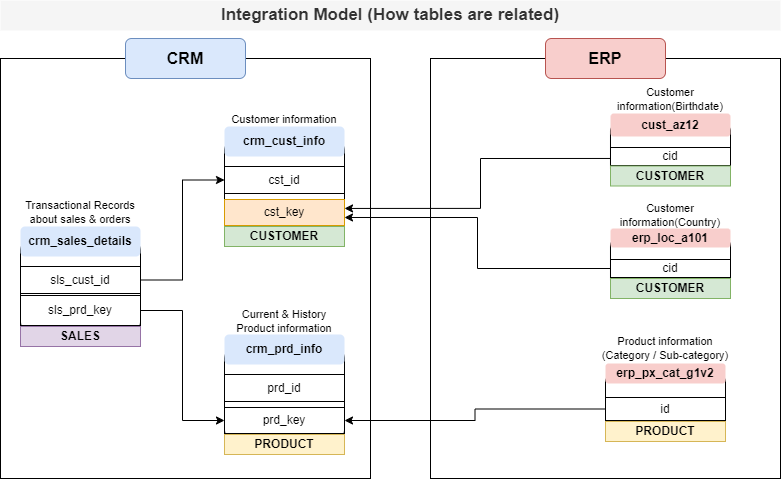 Integration Model (How tables are related)
CRM
Customer information
crm_cust_info
cst_id
cst_key
CUSTOMER
Transactional Records
about sales & orders
crm_sales_details
sls_cust_id
sls_prd_key
SALES
Current & History
Product information
crm_prd_info
prd_id
prd_key
PRODUCT
ERP
Customer
information(Birthdate)
cust_az12
cid
CUSTOMER
Customer
information(Country)
erp_loc_a101
cid
CUSTOMER
Product information
(Category / Sub-category)
erp_px_cat_g1v2
id
PRODUCT